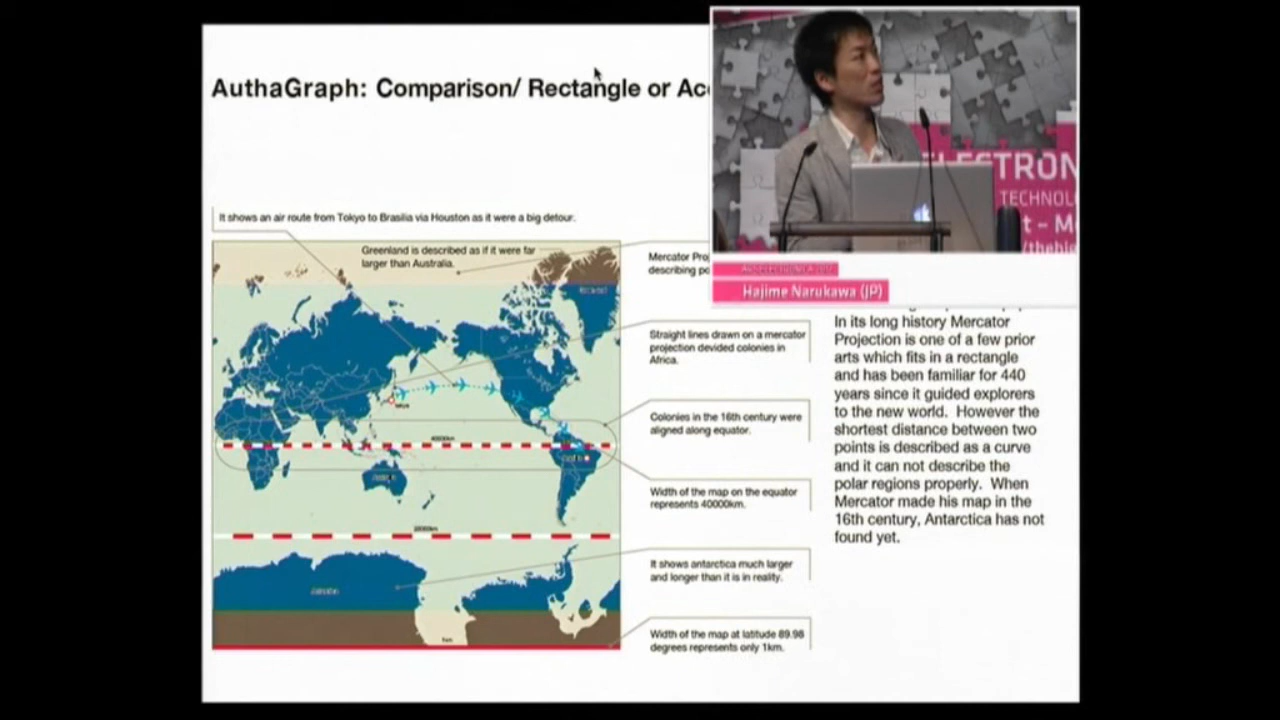 AuthaGraph: Comparison/ Rectangle or Acc
It shows an air route from Tokyo to Brasilia via Houston as it were a big detour.
Greenland is described as if it were far
larger than Australia.
Mercator Pro
describing po
Straight lines drawn on a mercator
projection devided colonies in
Africa.
Colonies in the 16th century were
aligned along equator.
40000km
Width of the map on the equator
represents 40000km.
20000km
It shows antarctica much larger
and longer than it is in reality.
1km
Width of the map at latitude 89.98
degrees represents only 1km.
ELECTRON
TECHNOLO
t – M
/theble
Hajime Narukawa (JP)
In its long history Mercator
Projection is one of a few prior
arts which fits in a rectangle
and has been familiar for 440
years since it guided explorers
to the new world. However the
shortest distance between two
points is described as a curve
and it can not describe the
polar regions properly. When
Mercator made his map in the
16th century, Antarctica has not
found yet.